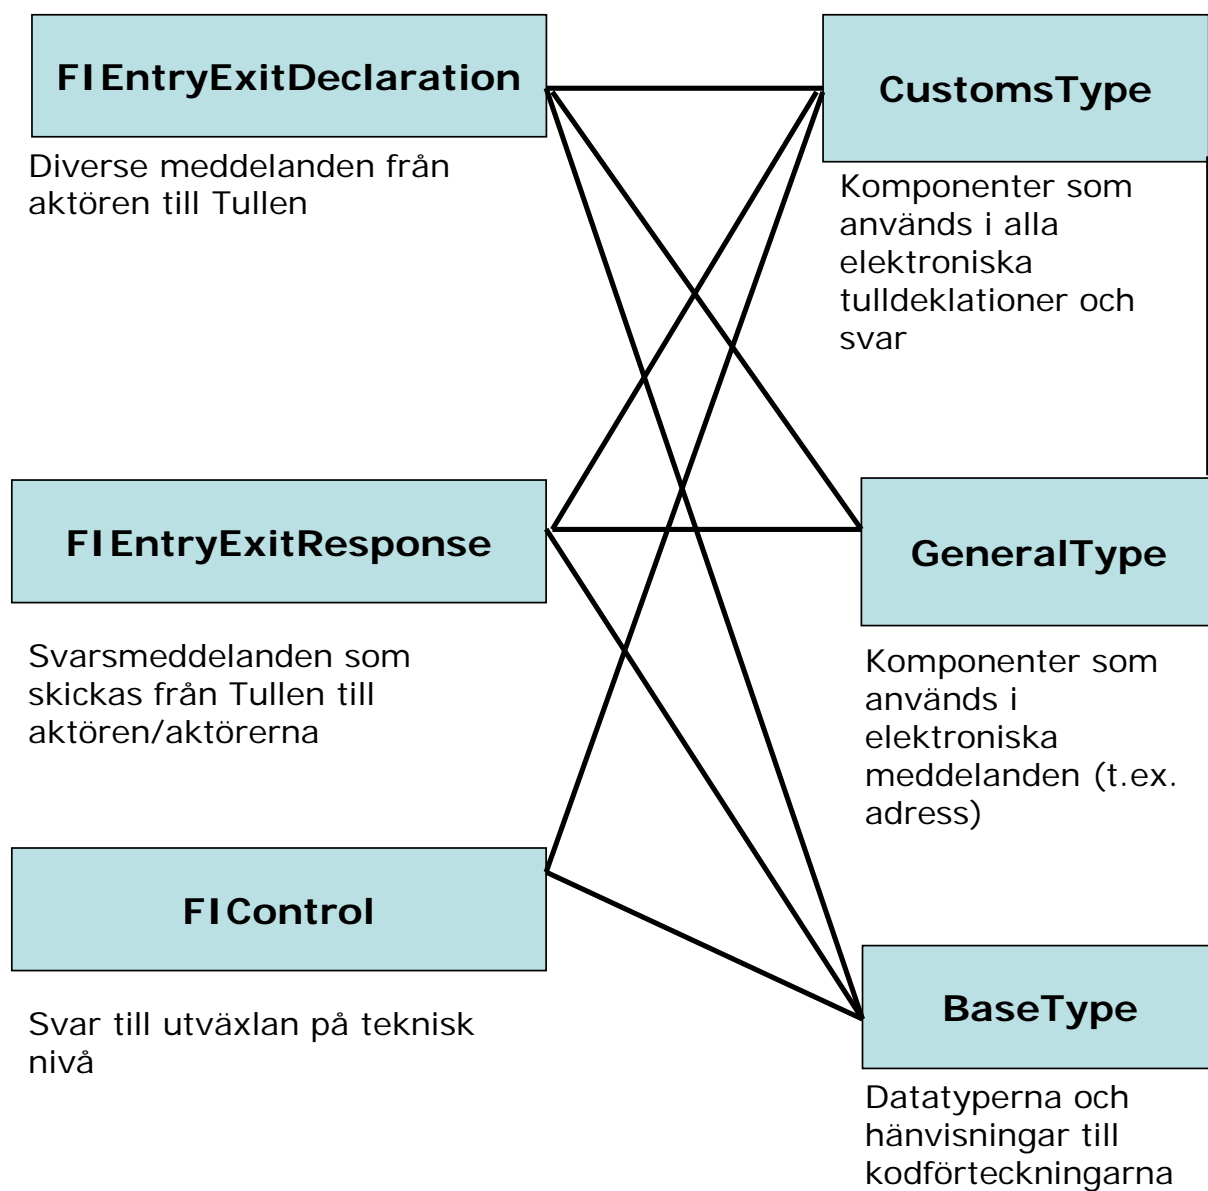 FIEntryExitDeclaration
Diverse meddelanden från
aktören till Tullen
CustomsType
Komponenter som
används i alla
elektroniska
tulldeklationer och
svar
FIEntryExitResponse
Svarsmeddelanden som
skickas från Tullen till
aktören/aktörerna
GeneralType
Komponenter som
används i
elektroniska
meddelanden (t.ex.
adress)
FIControl
Svar till utväxlan på teknisk
nivå
BaseType
Datatyperna och
hänvisningar till
kodförteckningarna